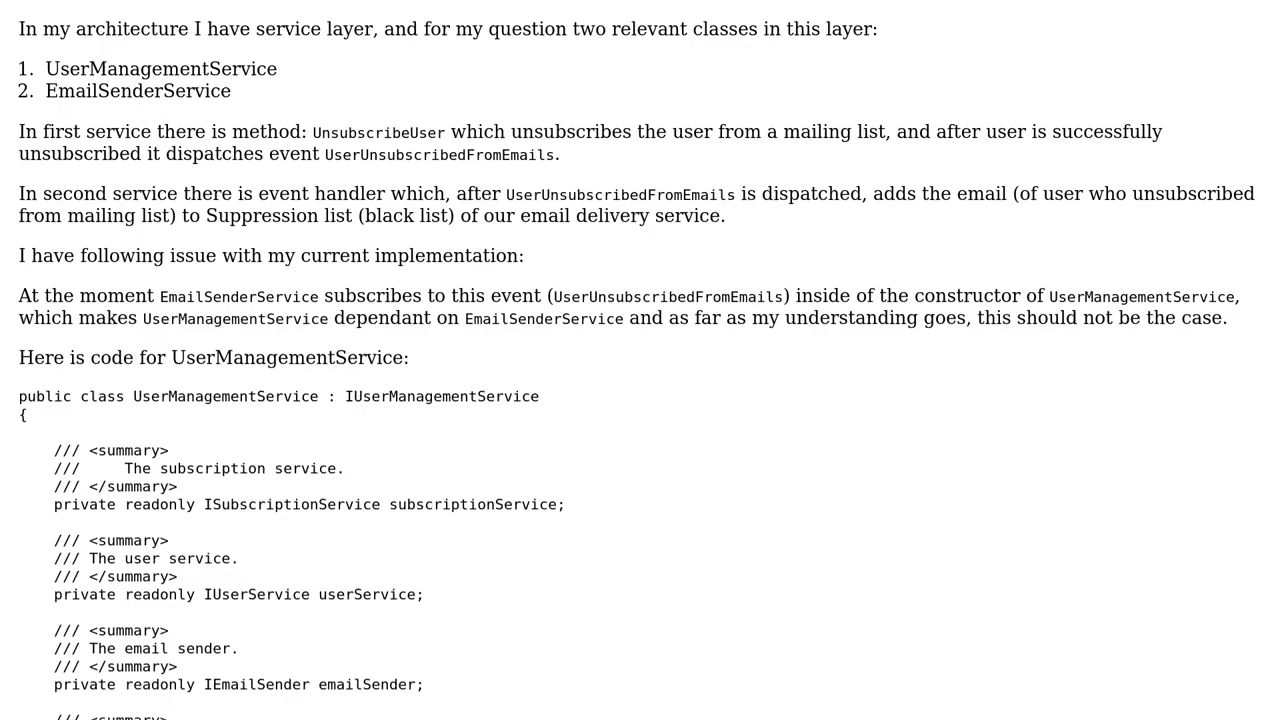 In my architecture I have service layer, and for my question two relevant classes in this layer:
1. UserManagementService
2. EmailSenderService
In first service there is method: UnsubscribeUser which unsubscribes the user from a mailing list, and after user is successfully
unsubscribed it dispatches event UserUnsubscribedFromEmails.
In second service there is event handler which, after UserUnsubscribedFromEmails is dispatched, adds the email (of user who unsubscribed
from mailing list) to Suppression list (black list) of our email delivery service.
I have following issue with my current implementation:
At the moment EmailSenderService subscribes to this event (UserUnsubscribedFromEmails) inside of the constructor of UserManagementService,
which makes UserManagementService dependant on EmailSenderService and as far as my understanding goes, this should not be the case.
Here is code for UserManagementService:
public class UserManagementService : IUserManagementService
{
    /// <summary>
    ///     The subscription service.
    /// </summary>
    private readonly ISubscriptionService subscriptionService;
    /// <summary>
    /// The user service.
    /// </summary>
    private readonly IUserService userService;
    /// <summary>
    /// The email sender.
    /// </summary>
    private readonly IEmailSender emailSender;
    /// <summary>